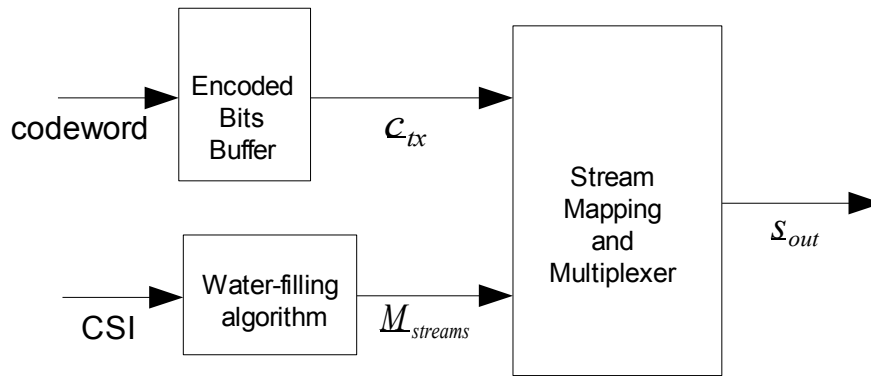 Encoded
Bits
Buffer
codeword
c_tx
Stream
Mapping
and
Multiplexer
s_out
Water-filling
algorithm
CSI
M_streams